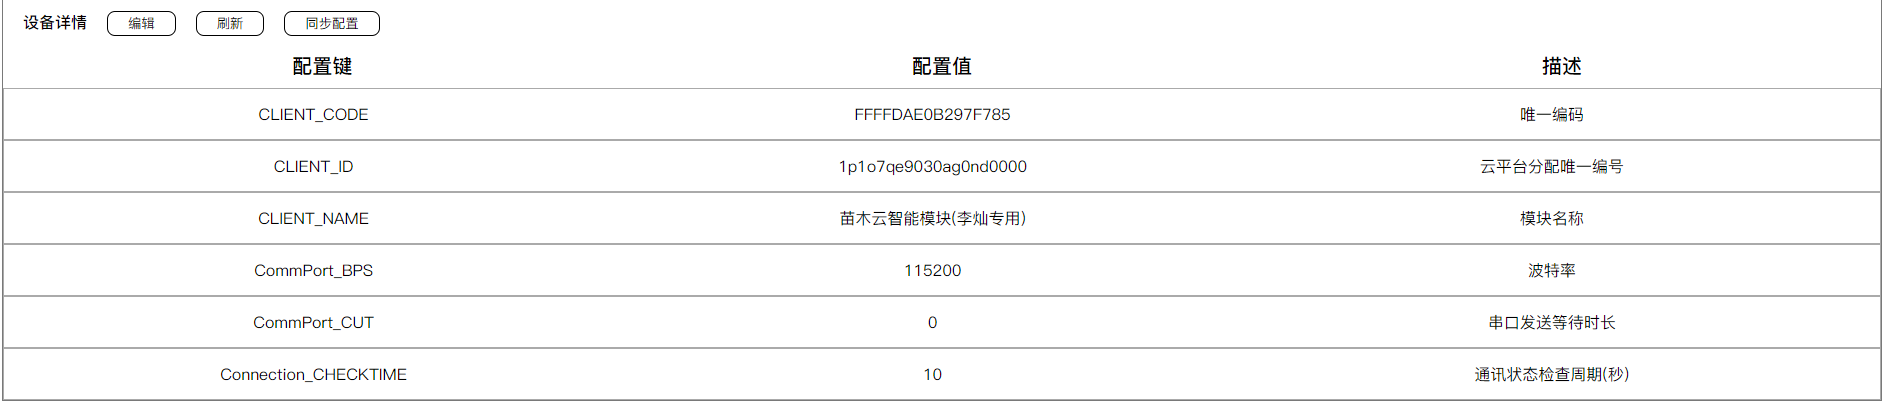 设备详情 编辑 刷新 同步配置
配置键 配置值 描述
CLIENT_CODE FFFFDAE0B297F785 唯一编码
CLIENT_ID 1p1o7qe9030ag0nd0000 云平台分配唯一编号
CLIENT_NAME 苗木云智能模块(李灿专用) 模块名称
CommPort_BPS 115200 波特率
CommPort_CUT 0 串口发送等待时长
Connection_CHECKTIME 10 通讯状态检查周期(秒)